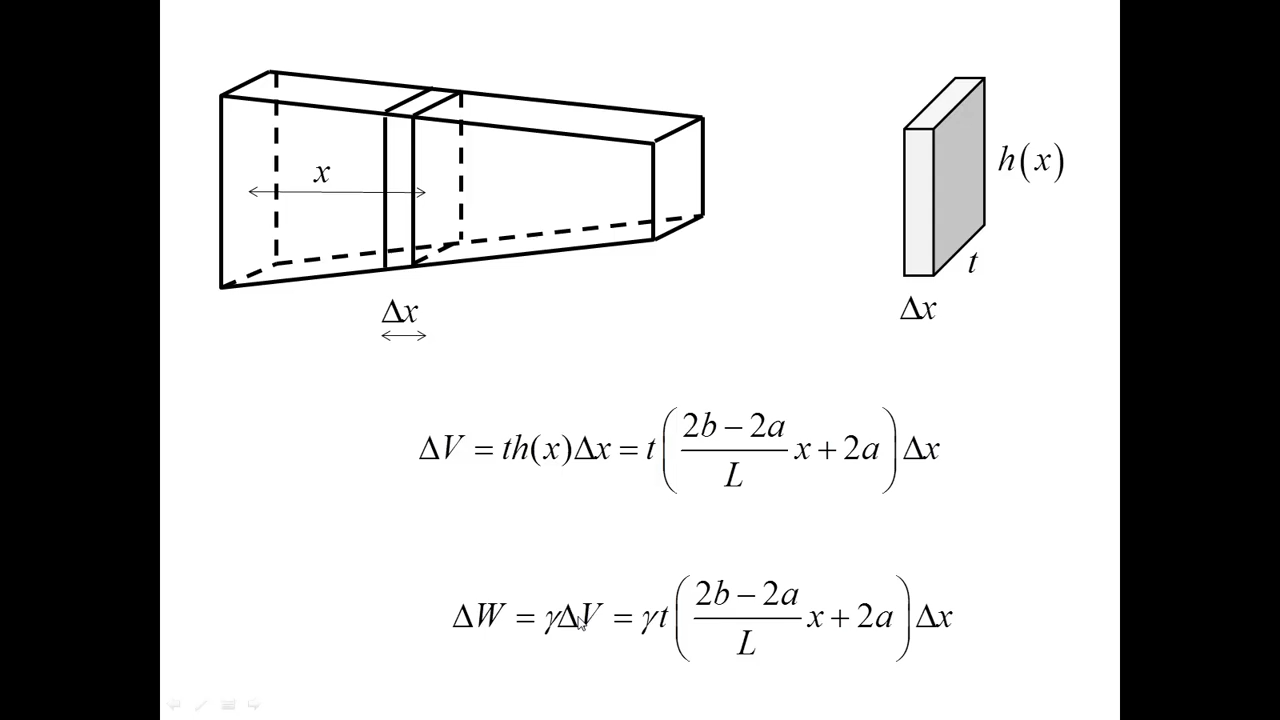 x
h(x)
t
Δx
Δx
ΔV = th(x)Δx = t((2b − 2a)/L x + 2a)Δx
ΔW = γΔV = γt((2b − 2a)/L x + 2a)Δx